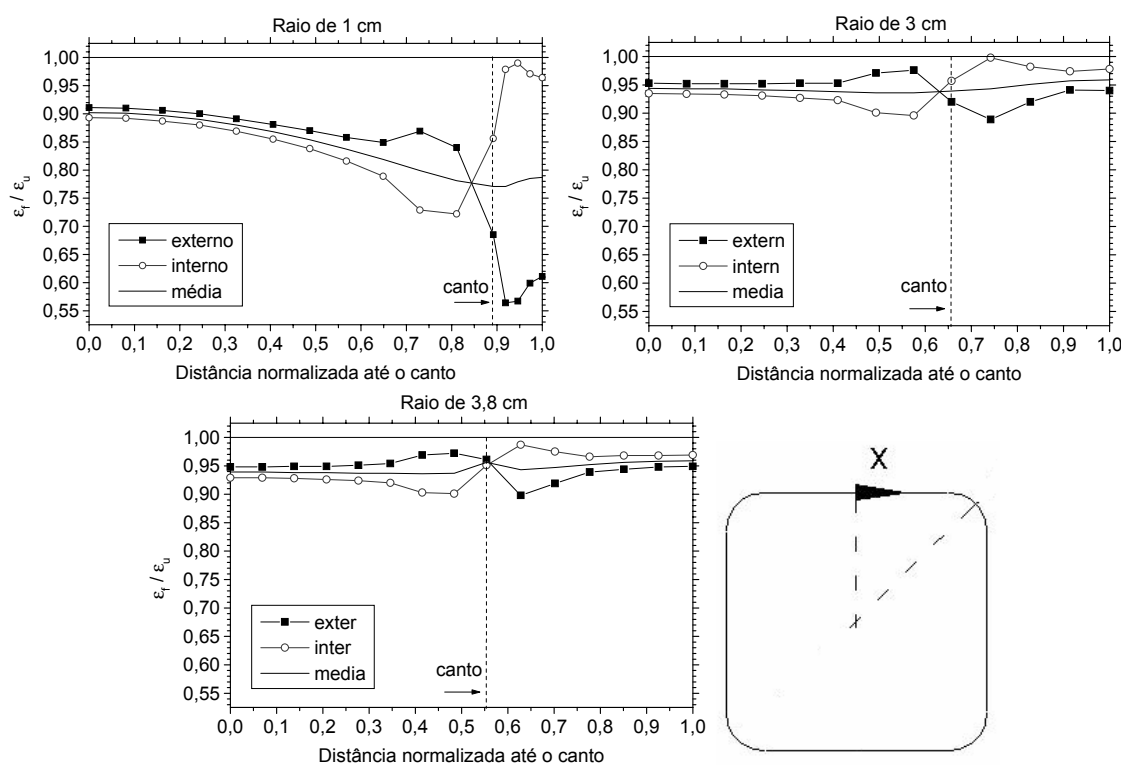 Raio de 1 cm
1,00
0,95
0,90
0,85
0,80
0,75
0,70
0,65
0,60
0,55
εf / εu
externo
interno
média
canto
0,0 0,1 0,2 0,3 0,4 0,5 0,6 0,7 0,8 0,9 1,0
Distância normalizada até o canto
Raio de 3 cm
1,00
0,95
0,90
0,85
0,80
0,75
0,70
0,65
0,60
0,55
εf / εu
extern
intern
media
canto
0,0 0,1 0,2 0,3 0,4 0,5 0,6 0,7 0,8 0,9 1,0
Distância normalizada até o canto
Raio de 3,8 cm
1,00
0,95
0,90
0,85
0,80
0,75
0,70
0,65
0,60
0,55
εf / εu
exter
inter
media
canto
0,0 0,1 0,2 0,3 0,4 0,5 0,6 0,7 0,8 0,9 1,0
Distância normalizada até o canto
X